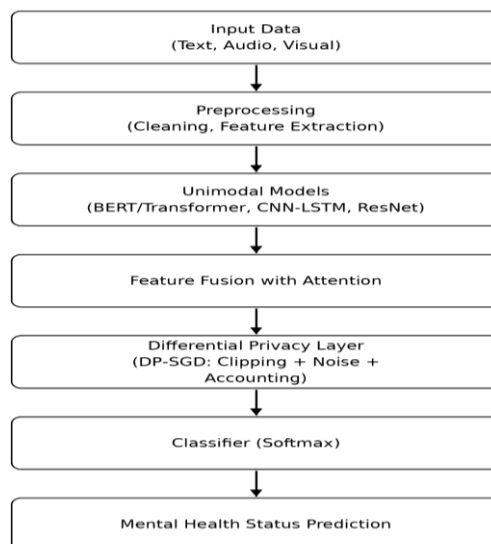 Input Data
(Text, Audio, Visual)
Preprocessing
(Cleaning, Feature Extraction)
Unimodal Models
(BERT/Transformer, CNN-LSTM, ResNet)
Feature Fusion with Attention
Differential Privacy Layer
(DP-SGD: Clipping + Noise +
Accounting)
Classifier (Softmax)
Mental Health Status Prediction